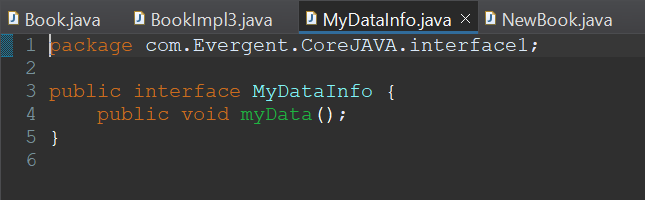 Book.java BookImpl3.java MyDataInfo.java NewBook.java
1 package com.Evergent.CoreJAVA.interface1;
2
3 public interface MyDataInfo {
4     public void myData();
5 }
6